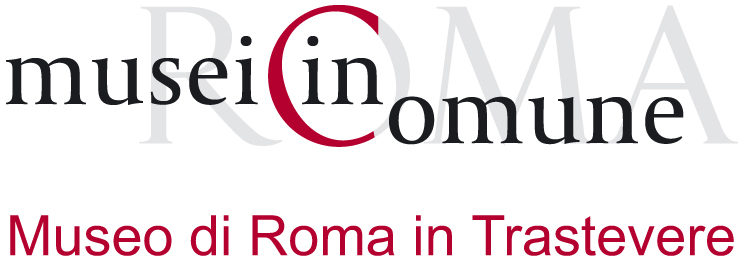 ROMA
musei in Comune
Museo di Roma in Trastevere